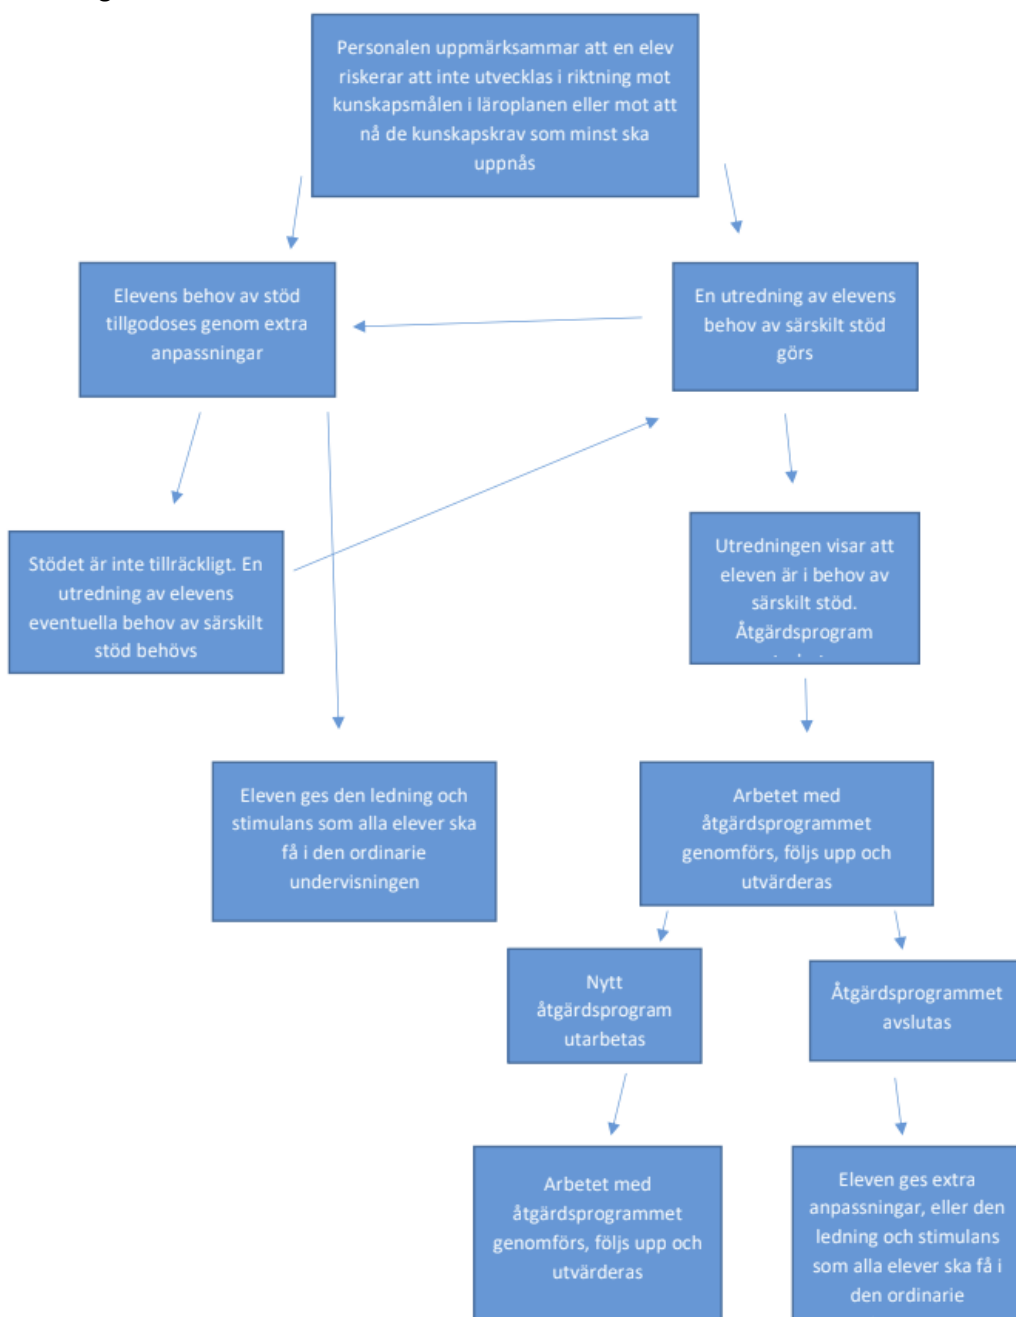 Personalen uppmärksammar att en elev
riskerar att inte utvecklas i riktning mot
kunskapsmålen i läroplanen eller mot att
nå de kunskapskrav som minst ska
uppnås
Elevens behov av stöd
tillgodoses genom extra
anpassningar
En utredning av elevens
behov av särskilt stöd
görs
Stödet är inte tillräckligt. En
utredning av elevens
eventuella behov av särskilt
stöd behövs
Utredningen visar att
eleven är i behov av
särskilt stöd.
Åtgärdsprogram
Eleven ges den ledning och
stimulans som alla elever ska
få i den ordinarie
undervisningen
Arbetet med
åtgärdsprogrammet
genomförs, följs upp och
utvärderas
Nytt
åtgärdsprogram
utarbetas
Åtgärdsprogrammet
avslutas
Arbetet med
åtgärdsprogrammet
genomförs, följs upp och
utvärderas
Eleven ges extra
anpassningar, eller den
ledning och stimulans
som alla elever ska få i
den ordinarie